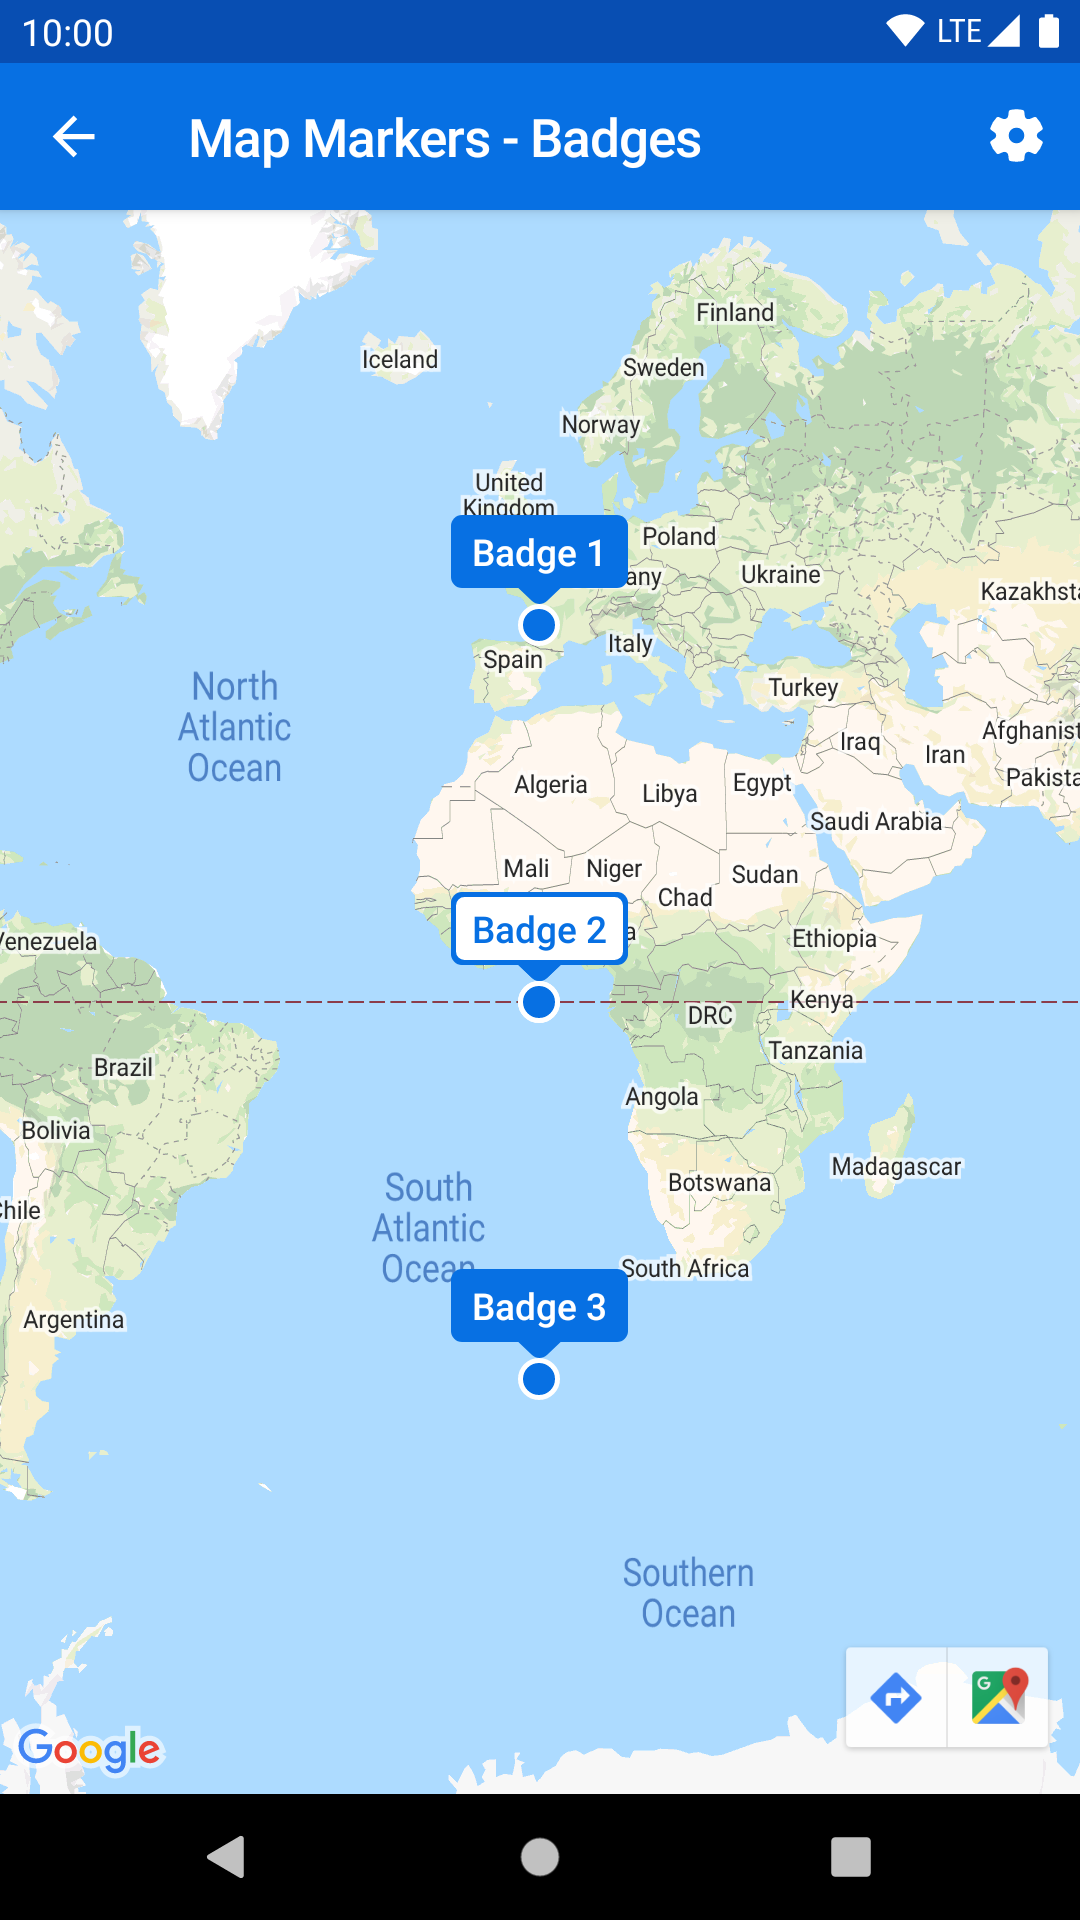 10:00
LTE
Map Markers - Badges
Finland
Iceland
Sweden
Norway
United
Kingdom
Poland
Badge 1
any
Ukraine
Kazakhsta
Italy
Spain
North
Atlantic
Ocean
Turkey
Afghanist
Iraq
Iran
Pakista
Algeria
Libya
Egypt
Saudi Arabia
Mali
Niger
Sudan
Chad
Badge 2
a
Venezuela
Ethiopia
Kenya
DRC
Tanzania
Brazil
Angola
Bolivia
Madagascar
Botswana
South
Atlantic
Ocean
Chile
South Africa
Badge 3
Argentina
Southern
Ocean
G
Google